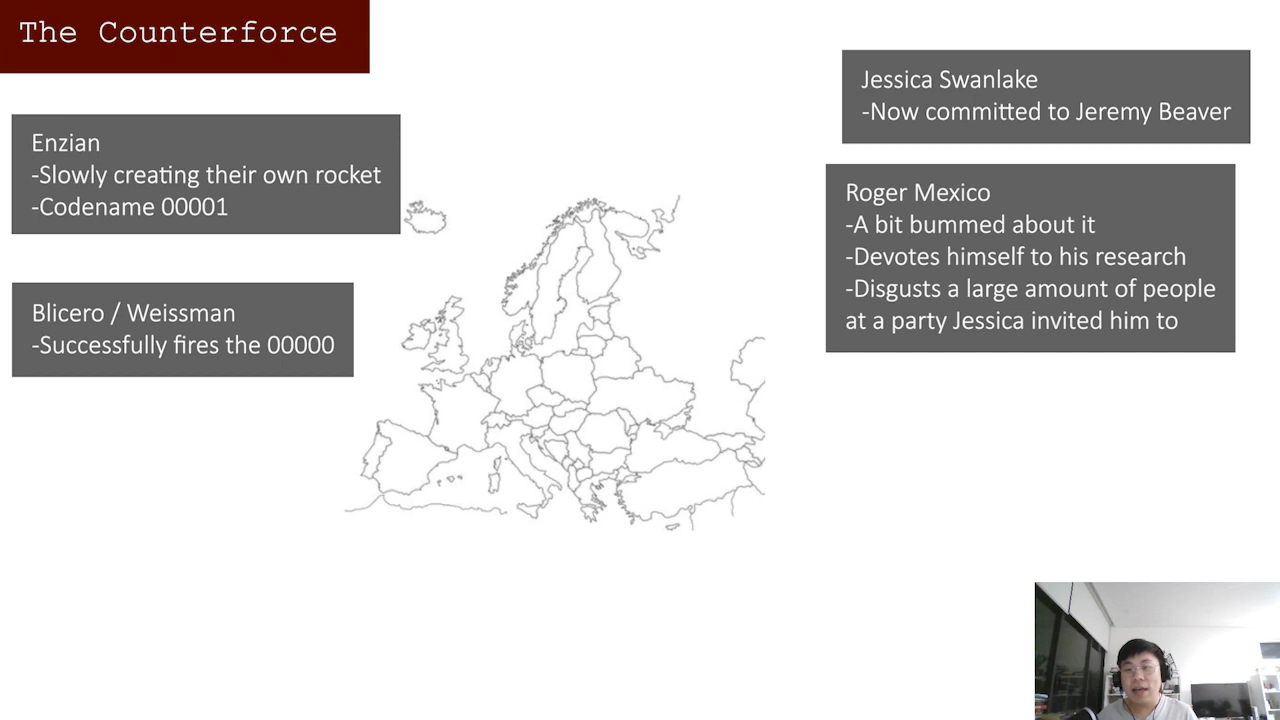 The Counterforce
Enzian
-Slowly creating their own rocket
-Codename 00001
Blicero / Weissman
-Successfully fires the 00000
Jessica Swanlake
-Now committed to Jeremy Beaver
Roger Mexico
-A bit bummed about it
-Devotes himself to his research
-Disgusts a large amount of people
at a party Jessica invited him to